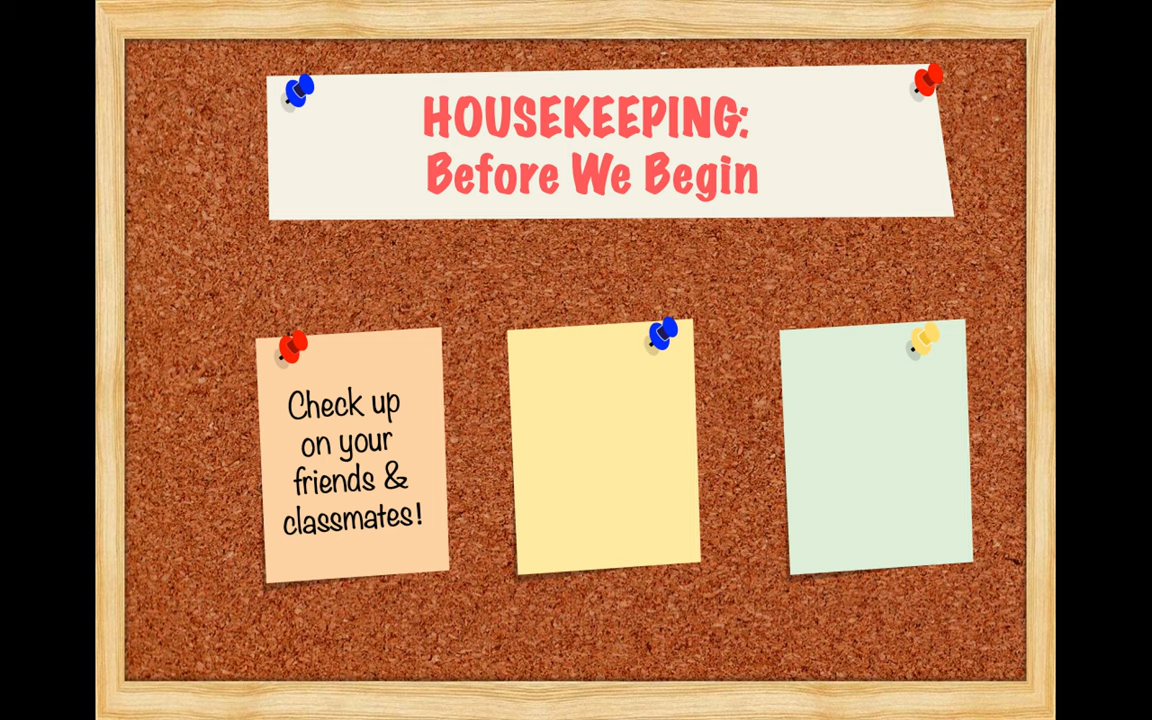 HOUSEKEEPING:
Before We Begin
Check up
on your
friends &
classmates!